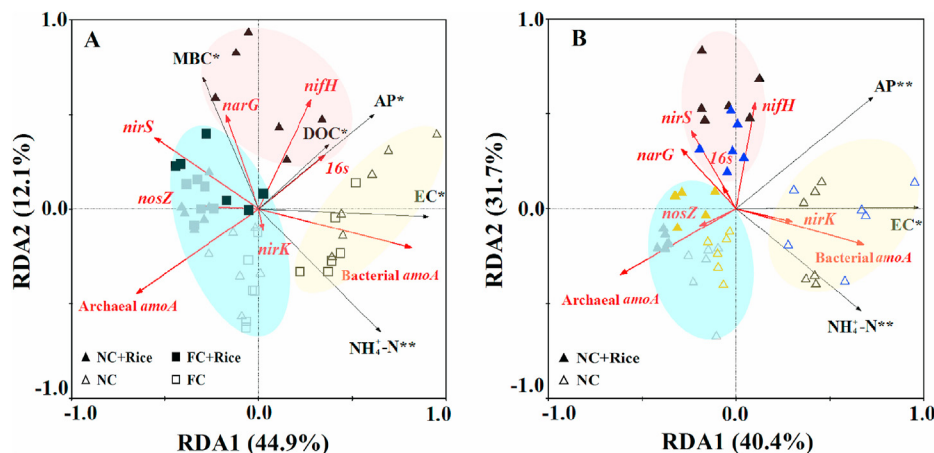 1.0
A
MBC*
nifH
narG
AP*
DOC*
nirS
16s
nosZ
EC*
0.0
nirK
Bacterial amoA
Archaeal amoA
NH₄⁺-N**
NC+Rice
FC+Rice
NC
FC
-1.0
-1.0
0.0
1.0
RDA1 (44.9%)
RDA2 (12.1%)
1.0
B
AP**
nifH
nirS
narG
16s
0.0
nosZ
nirK
EC*
Bacterial amoA
Archaeal amoA
NH₄⁺-N**
NC+Rice
NC
-1.0
-1.0
0.0
1.0
RDA1 (40.4%)
RDA2 (31.7%)